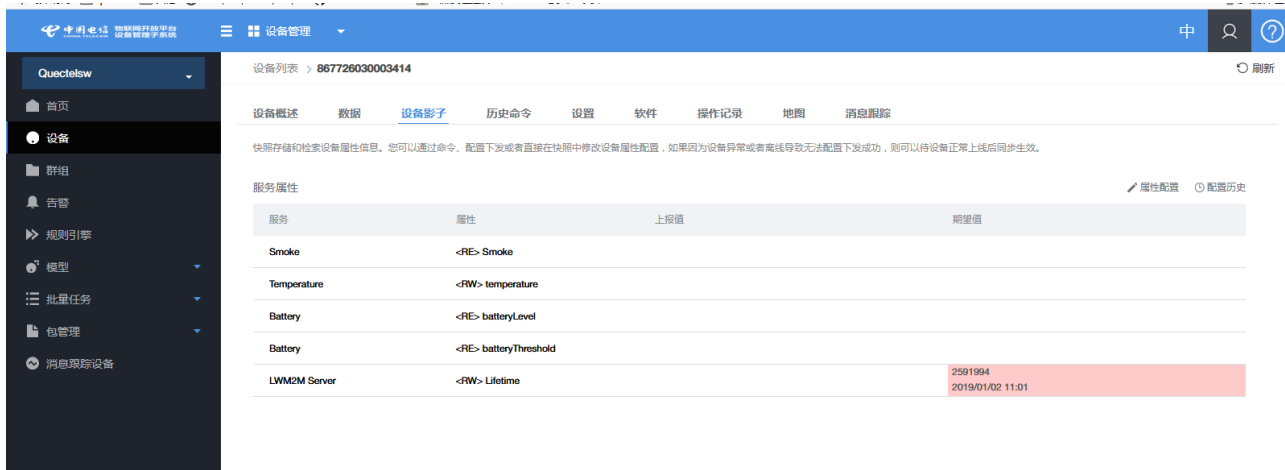 中国电信 物联网开放平台
CHINA TELECOM 设备管理子系统
设备管理
中
Quectelsw
首页
设备
群组
告警
规则引擎
模型
批量任务
包管理
消息跟踪设备
设备列表 > 867726030003414
刷新
设备概述 数据 设备影子 历史命令 设置 软件 操作记录 地图 消息跟踪
快照存储和检索设备属性信息。您可以通过命令、配置下发或者直接在快照中修改设备属性配置，如果因为设备异常或者离线导致无法配置下发成功，则可以待设备正常上线后同步生效。
服务属性 属性配置 配置历史
服务 属性 上报值 期望值
Smoke <RE> Smoke
Temperature <RW> temperature
Battery <RE> batteryLevel
Battery <RE> batteryThreshold
LWM2M Server <RW> Lifetime 2591994
2019/01/02 11:01